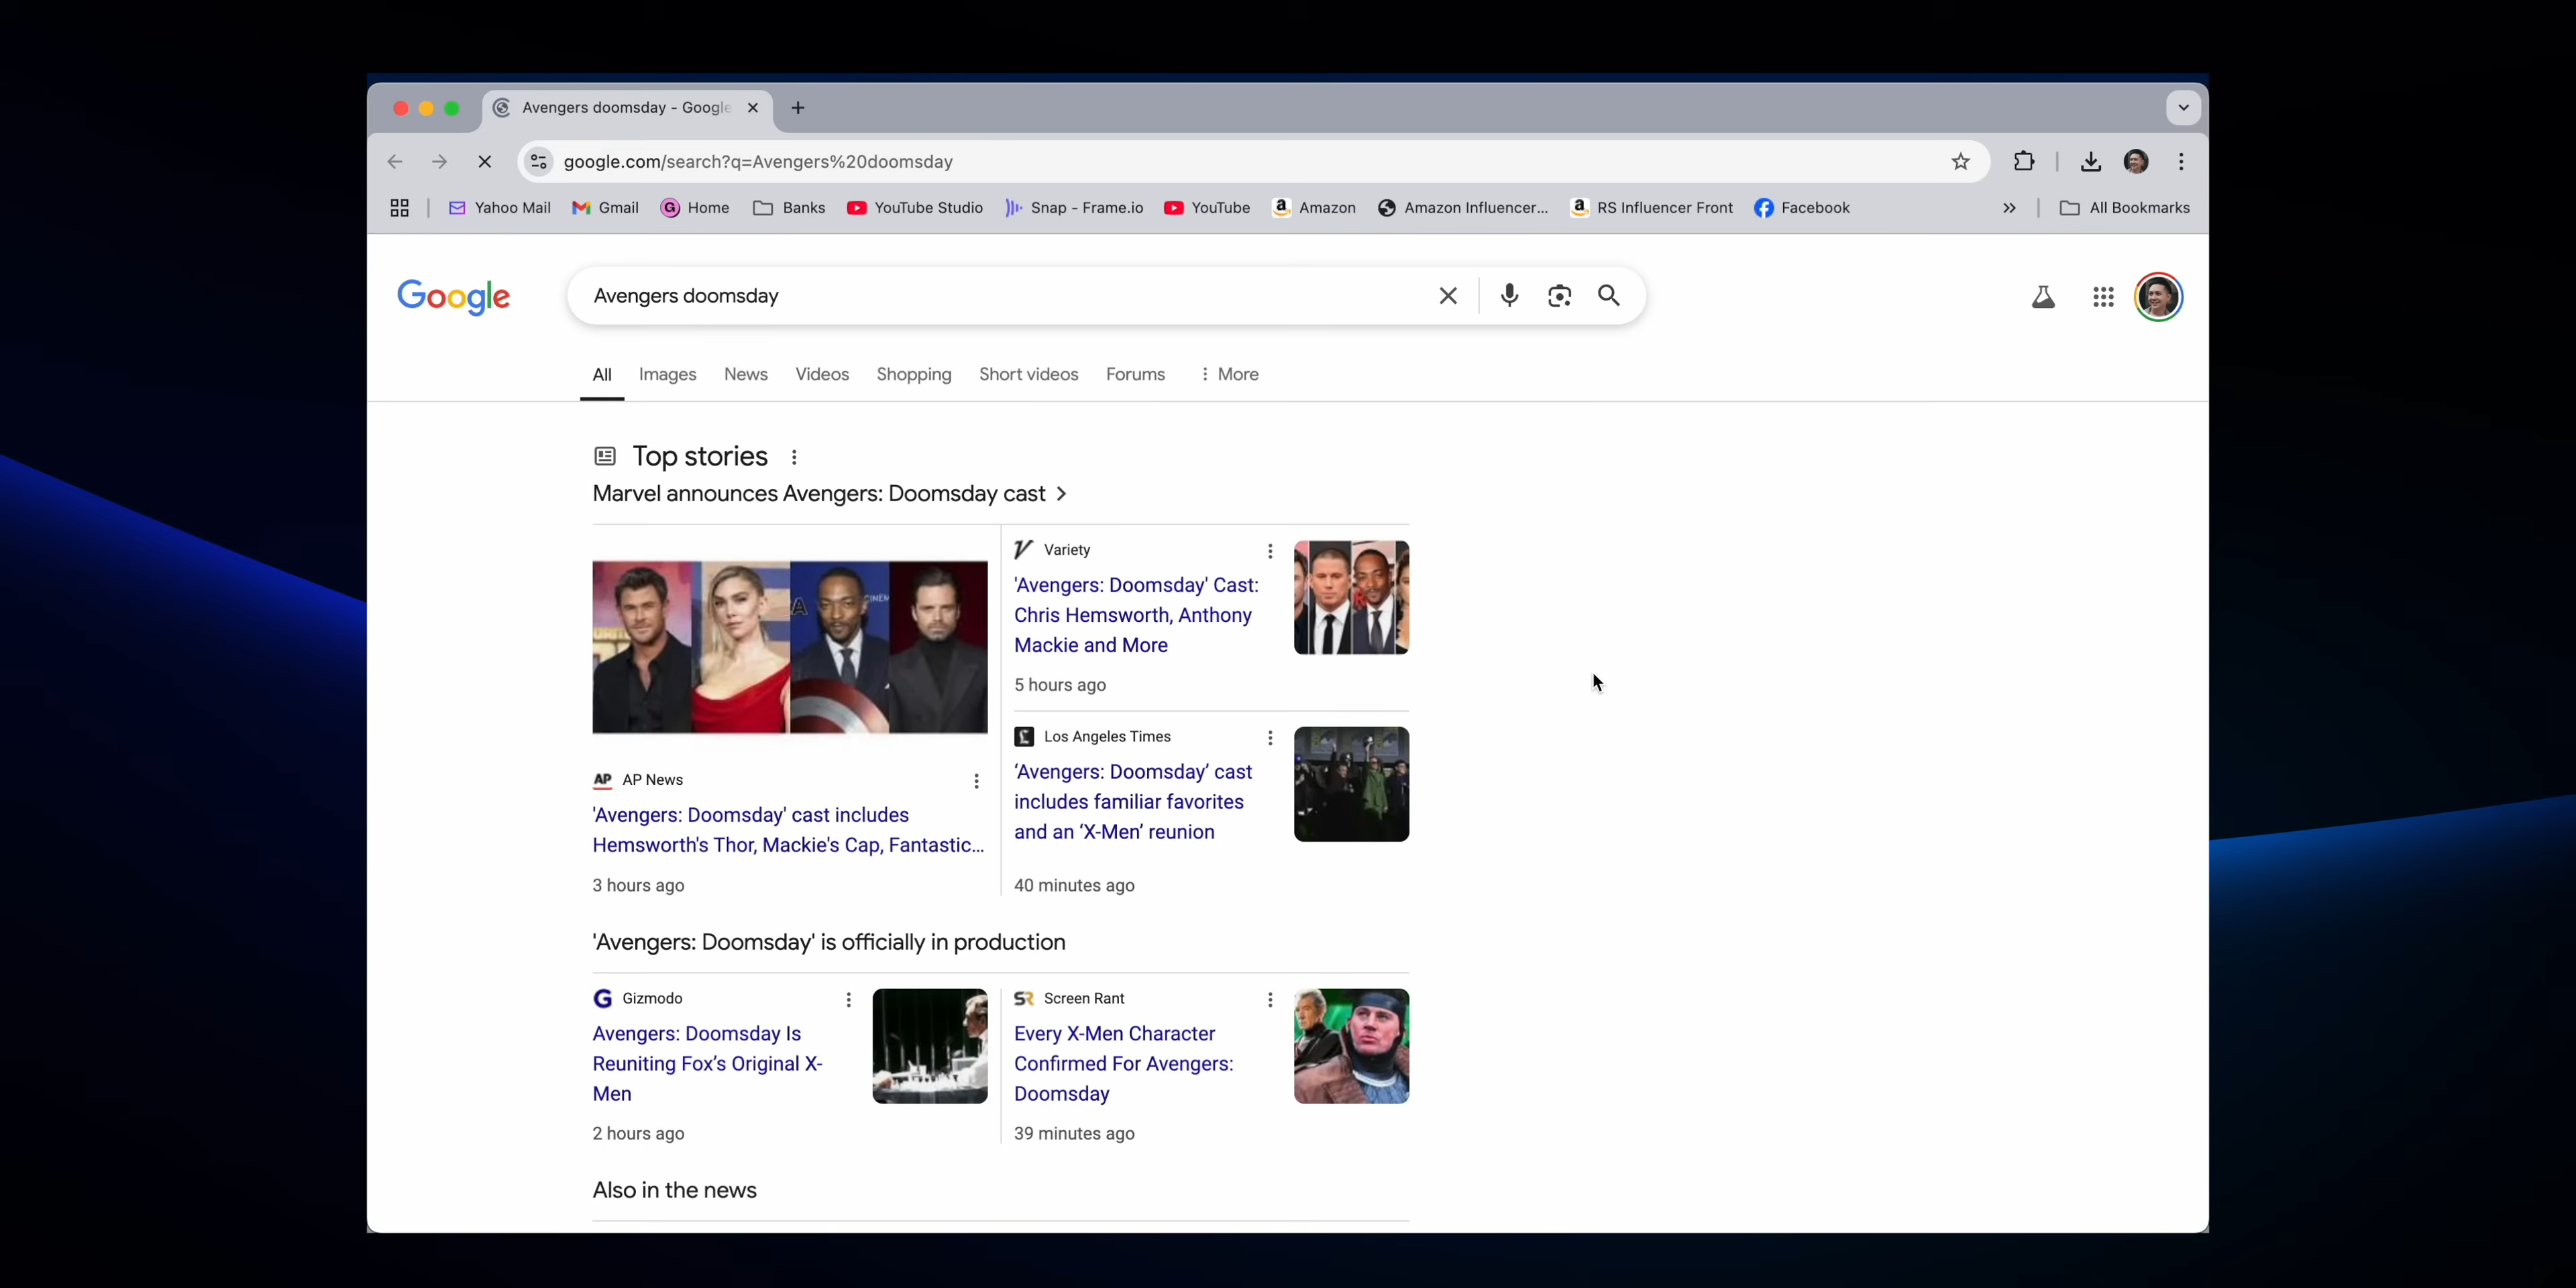 Avengers doomsday - Google
google.com/search?q=Avengers%20doomsday
Yahoo Mail Gmail Home Banks YouTube Studio Snap - Frame.io YouTube Amazon Amazon Influencer... RS Influencer Front Facebook All Bookmarks
Google
Avengers doomsday
All Images News Videos Shopping Short videos Forums More
Top stories
Marvel announces Avengers: Doomsday cast
AP News
'Avengers: Doomsday' cast includes
Hemsworth's Thor, Mackie's Cap, Fantastic...
3 hours ago
Variety
'Avengers: Doomsday' Cast:
Chris Hemsworth, Anthony
Mackie and More
5 hours ago
Los Angeles Times
‘Avengers: Doomsday’ cast
includes familiar favorites
and an ‘X-Men’ reunion
40 minutes ago
'Avengers: Doomsday' is officially in production
Gizmodo
Avengers: Doomsday Is
Reuniting Fox’s Original X-
Men
2 hours ago
Screen Rant
Every X-Men Character
Confirmed For Avengers:
Doomsday
39 minutes ago
Also in the news